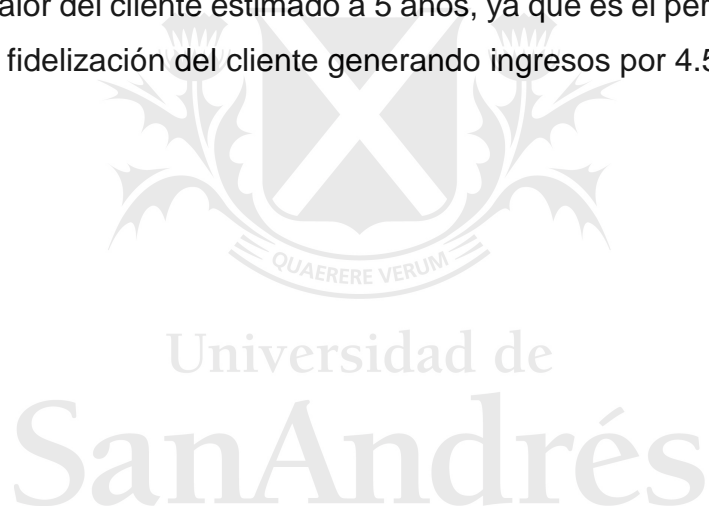 alor del cliente estimado a 5 años, ya que es el per
fidelización del cliente generando ingresos por 4.5
QUAERERE VERUM
Universidad de
SanAndrés